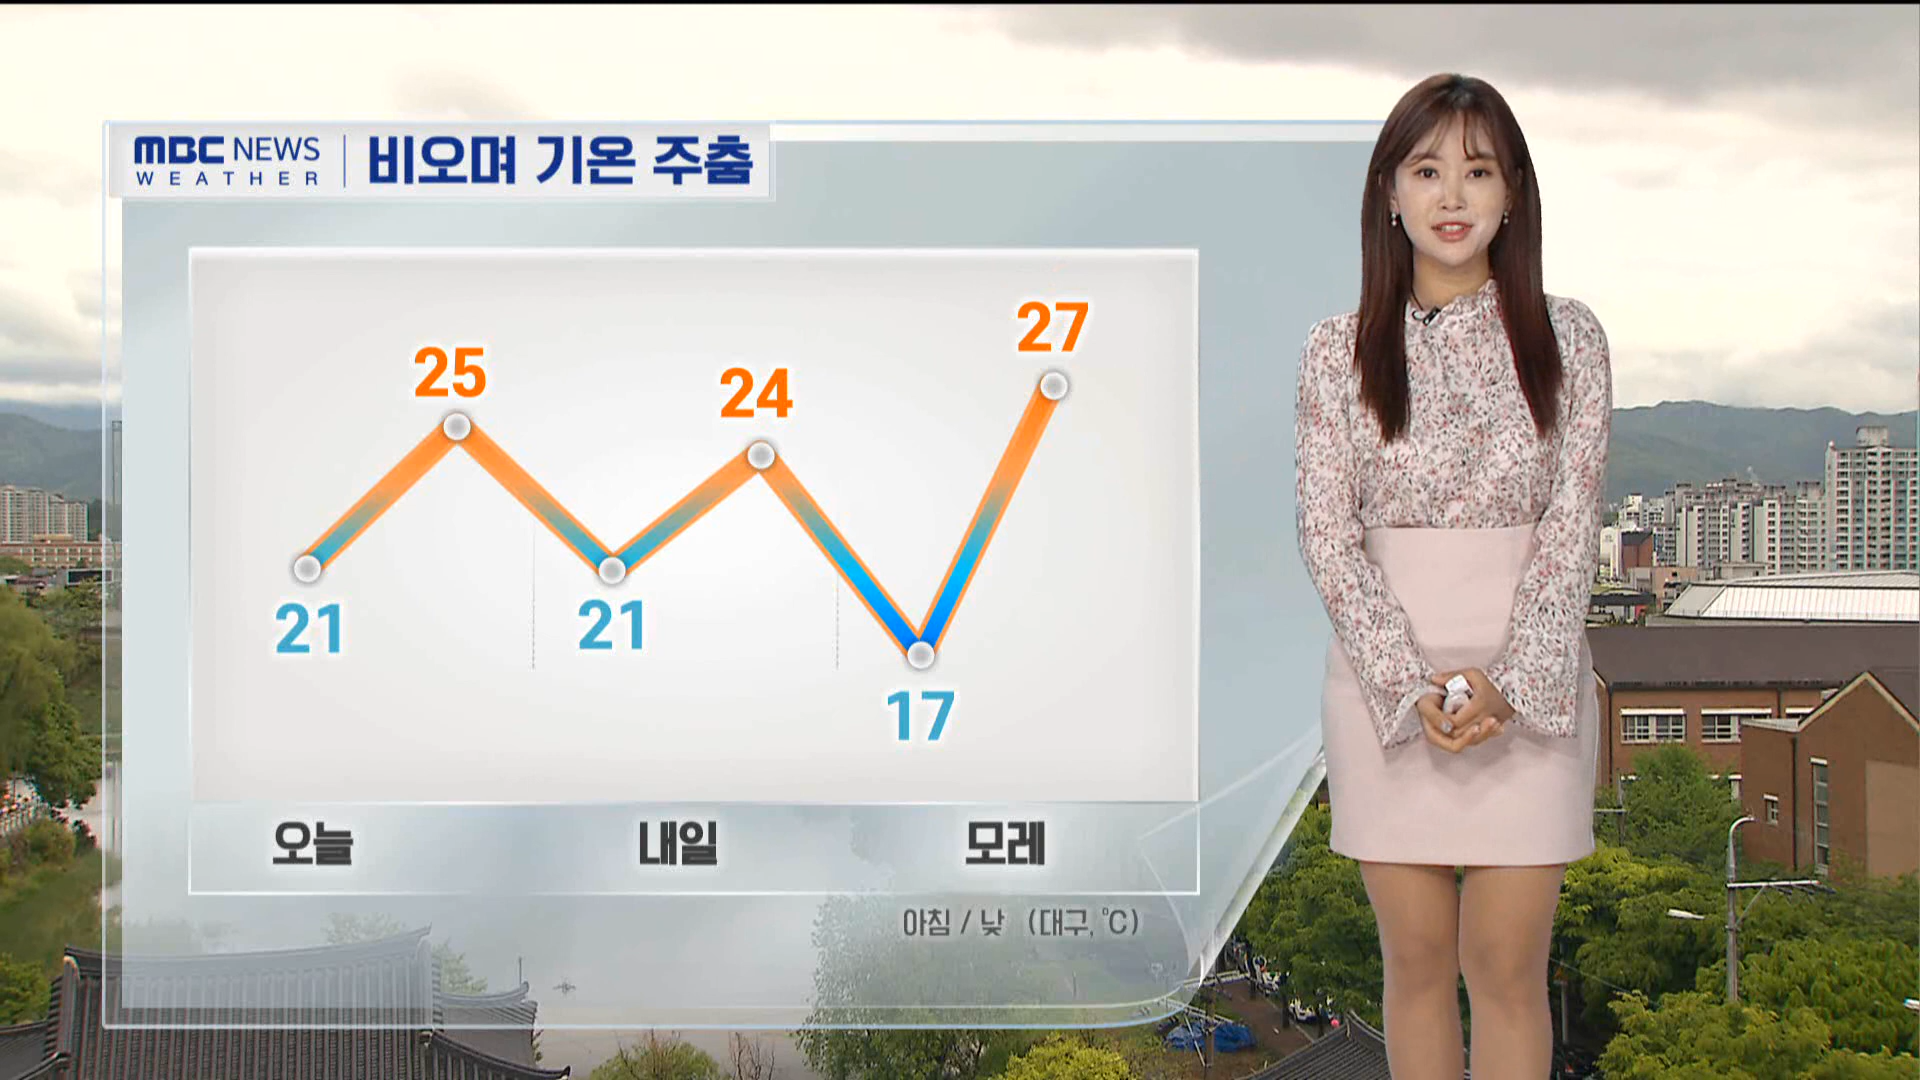 MBC NEWS
WEATHER
비오며 기온 주춤
25
24
27
21
21
17
오늘
내일
모레
아침 / 낮 (대구, ℃)